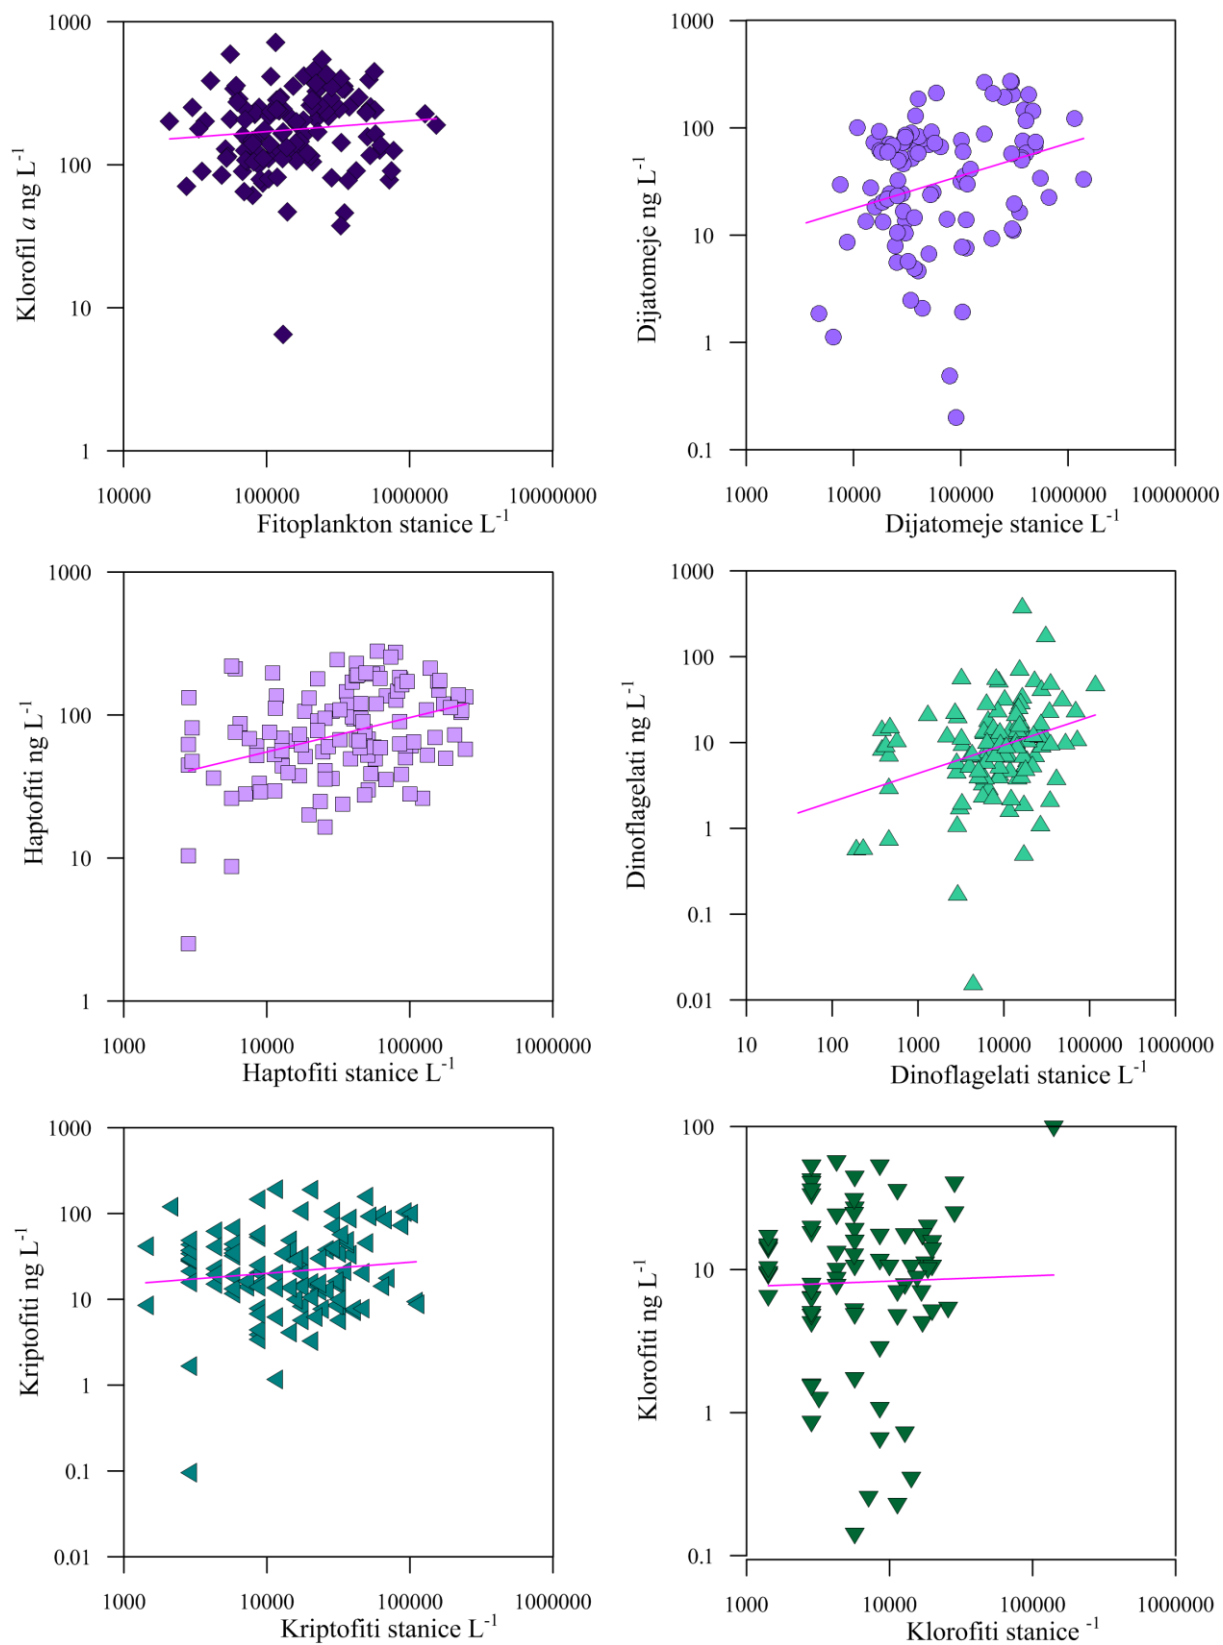 1000
100
10
1
Klorofil a ng L-1
10000 100000 1000000 10000000
Fitoplankton stanice L-1
1000
100
10
1
0.1
Dijatomeje ng L-1
1000 10000 100000 1000000 10000000
Dijatomeje stanice L-1
1000
100
10
1
Haptofiti ng L-1
1000 10000 100000 1000000
Haptofiti stanice L-1
1000
100
10
1
0.1
0.01
Dinoflagelati ng L-1
10 100 1000 10000 100000 1000000
Dinoflagelati stanice L-1
1000
100
10
1
0.1
0.01
Kriptofiti ng L-1
1000 10000 100000 1000000
Kriptofiti stanice L-1
100
10
1
0.1
Klorofiti ng L-1
1000 10000 100000 1000000
Klorofiti stanice -1